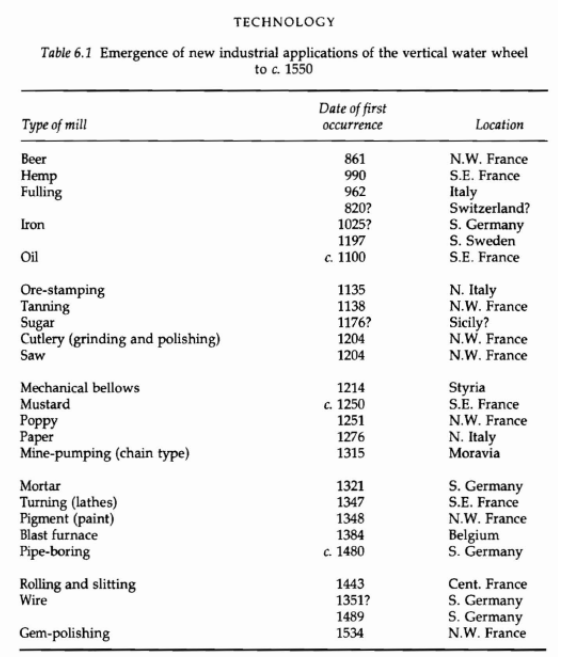 TECHNOLOGY
Table 6.1 Emergence of new industrial applications of the vertical water wheel
to c. 1550
Type of mill Date of first occurrence Location
Beer 861 N.W. France
Hemp 990 S.E. France
Fulling 962 Italy
820? Switzerland?
Iron 1025? S. Germany
1197 S. Sweden
Oil c. 1100 S.E. France
Ore-stamping 1135 N. Italy
Tanning 1138 N.W. France
Sugar 1176? Sicily?
Cutlery (grinding and polishing) 1204 N.W. France
Saw 1204 N.W. France
Mechanical bellows 1214 Styria
Mustard c. 1250 S.E. France
Poppy 1251 N.W. France
Paper 1276 N. Italy
Mine-pumping (chain type) 1315 Moravia
Mortar 1321 S. Germany
Turning (lathes) 1347 S.E. France
Pigment (paint) 1348 N.W. France
Blast furnace 1384 Belgium
Pipe-boring c. 1480 S. Germany
Rolling and slitting 1443 Cent. France
Wire 1351? S. Germany
1489 S. Germany
Gem-polishing 1534 N.W. France